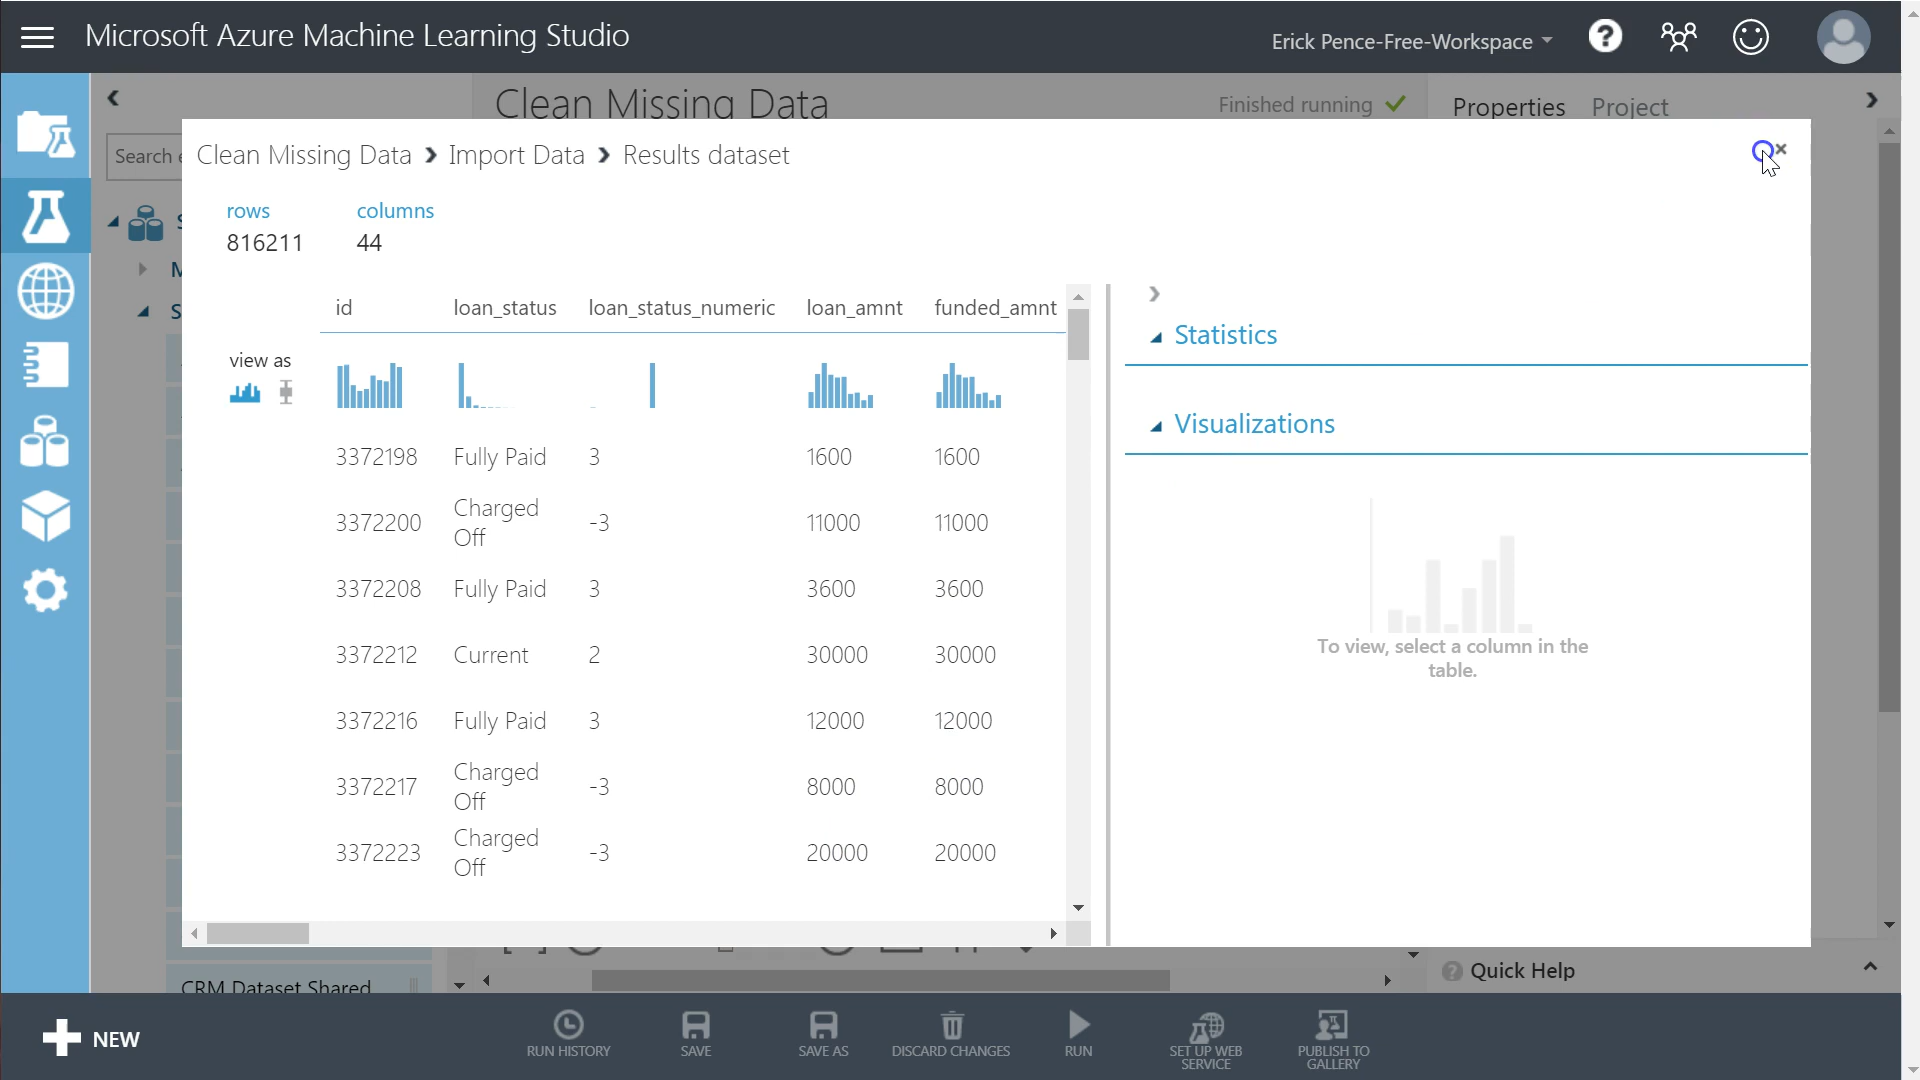 Microsoft Azure Machine Learning Studio
Erick Pence-Free-Workspace
?
Clean Missing Data
Finished running
Properties Project
Search
Clean Missing Data > Import Data > Results dataset
×
rows columns
816211 44
id loan_status loan_status_numeric loan_amnt funded_amnt
view as
3372198 Fully Paid 3 1600 1600
3372200 Charged Off -3 11000 11000
3372208 Fully Paid 3 3600 3600
3372212 Current 2 30000 30000
3372216 Fully Paid 3 12000 12000
3372217 Charged Off -3 8000 8000
3372223 Charged Off -3 20000 20000
Statistics
Visualizations
To view, select a column in the
table.
CRM Dataset Shared
? Quick Help
NEW
RUN HISTORY
SAVE
SAVE AS
DISCARD CHANGES
RUN
SET UP WEB
SERVICE
PUBLISH TO
GALLERY